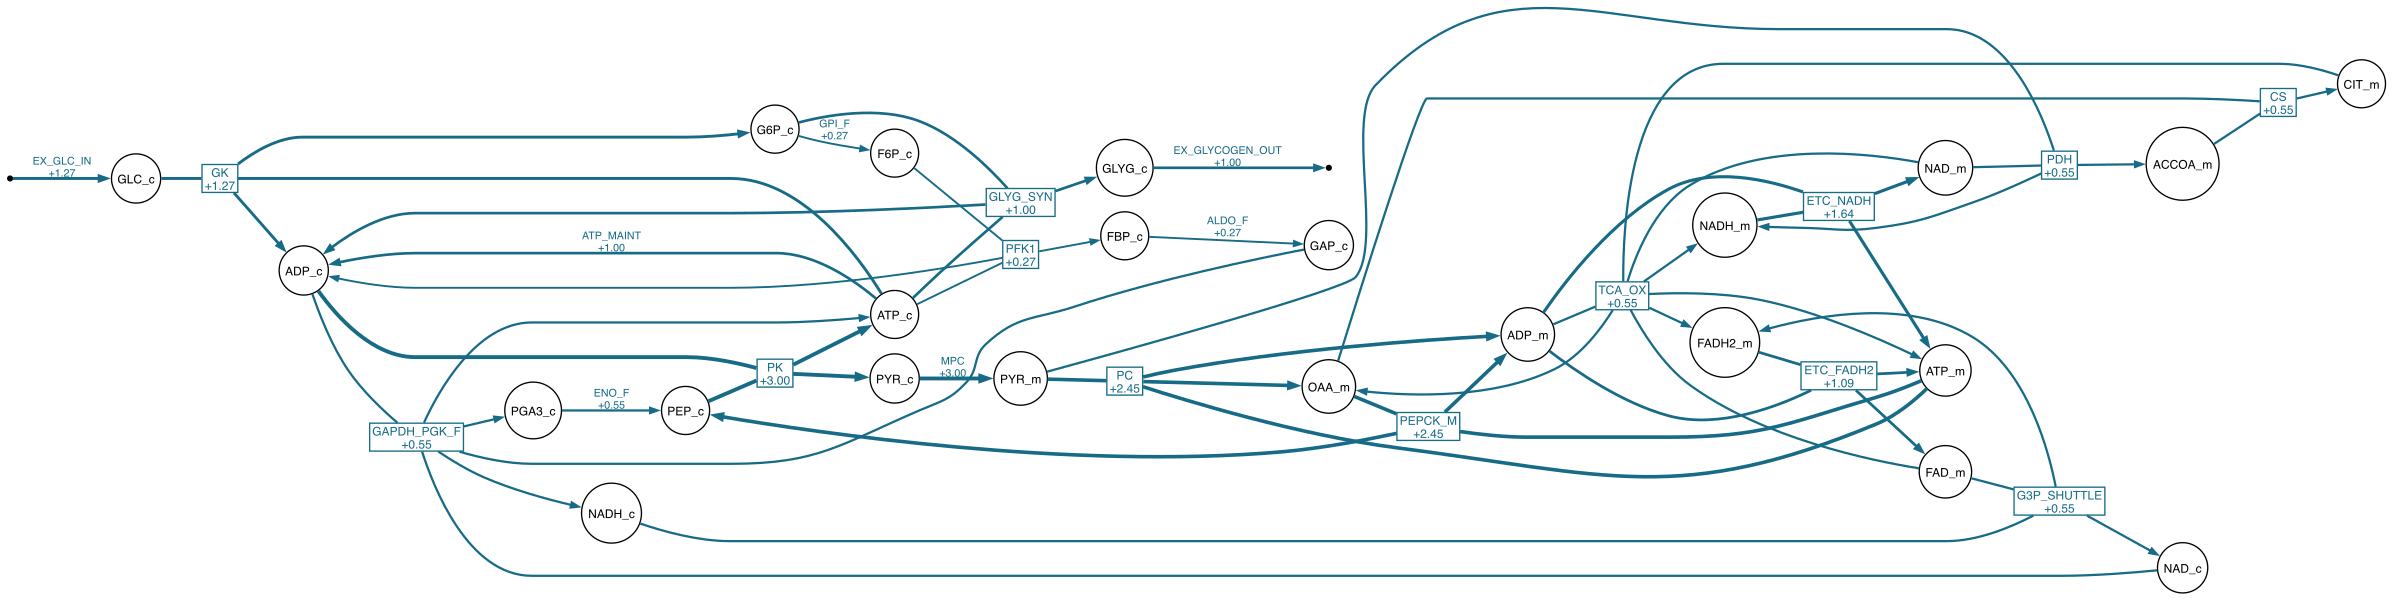 EX_GLC_IN
+1.27
GLC_c
GK
+1.27
ADP_c
G6P_c
GPI_F
+0.27
F6P_c
GLYG_SYN
+1.00
GLYG_c
EX_GLYCOGEN_OUT
+1.00
ATP_MAINT
+1.00
PFK1
+0.27
FBP_c
ALDO_F
+0.27
GAP_c
ATP_c
PK
+3.00
PYR_c
MPC
+3.00
PYR_m
PC
+2.45
OAA_m
PEPCK_M
+2.45
GAPDH_PGK_F
+0.55
PGA3_c
ENO_F
+0.55
PEP_c
NADH_c
ADP_m
TCA_OX
+0.55
NADH_m
FADH2_m
ETC_NADH
+1.64
ETC_FADH2
+1.09
NAD_m
ATP_m
FAD_m
PDH
+0.55
ACCOA_m
CS
+0.55
CIT_m
G3P_SHUTTLE
+0.55
NAD_c